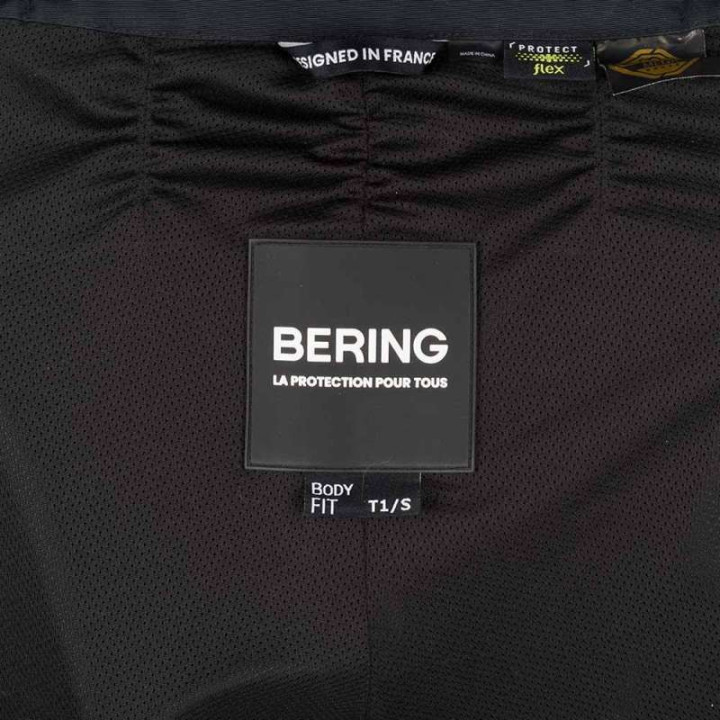 DESIGNED IN FRANCE
MADE IN CHINA
PROTECT
flex
BERING
LA PROTECTION POUR TOUS
BODY
FIT
T1/S